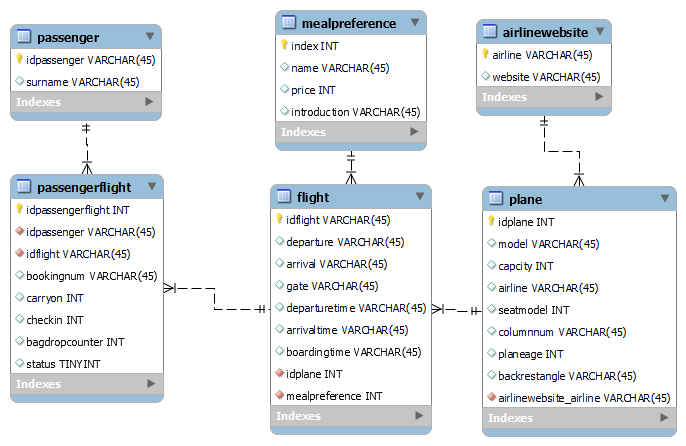 passenger
idpassenger VARCHAR(45)
surname VARCHAR(45)
Indexes
mealpreference
index INT
name VARCHAR(45)
price INT
introduction VARCHAR(45)
Indexes
airlinewebsite
airline VARCHAR(45)
website VARCHAR(45)
Indexes
passengerflight
idpassengerflight INT
idpassenger VARCHAR(45)
idflight VARCHAR(45)
bookingnum VARCHAR(45)
carryon INT
checkin INT
bagdropcounter INT
status TINYINT
Indexes
flight
idflight VARCHAR(45)
departure VARCHAR(45)
arrival VARCHAR(45)
gate VARCHAR(45)
departuretime VARCHAR(45)
arrivaltime VARCHAR(45)
boardingtime VARCHAR(45)
idplane INT
mealpreference INT
Indexes
plane
idplane INT
model VARCHAR(45)
capcity INT
airline VARCHAR(45)
seatmodel INT
columnnum VARCHAR(45)
planeage INT
backrestangle VARCHAR(45)
airlinewebsite_airline VARCHAR(45)
Indexes